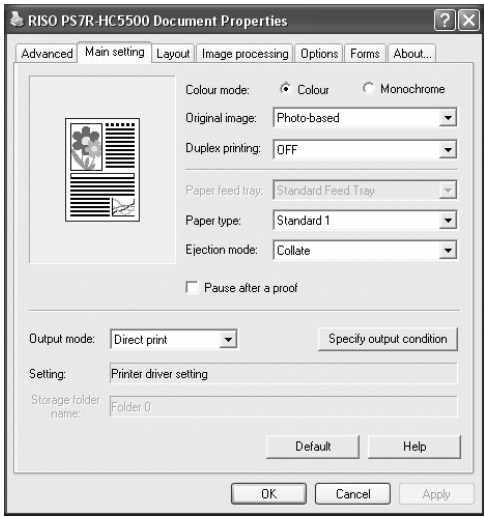 RISO PS7R-HC5500 Document Properties
Advanced Main setting Layout Image processing Options Forms About...
Colour mode: Colour Monochrome
Original image: Photo-based
Duplex printing: OFF
Paper feed tray: Standard Feed Tray
Paper type: Standard 1
Ejection mode: Collate
Pause after a proof
Output mode: Direct print Specify output condition
Setting: Printer driver setting
Storage folder name: Folder 0
Default Help
OK Cancel Apply